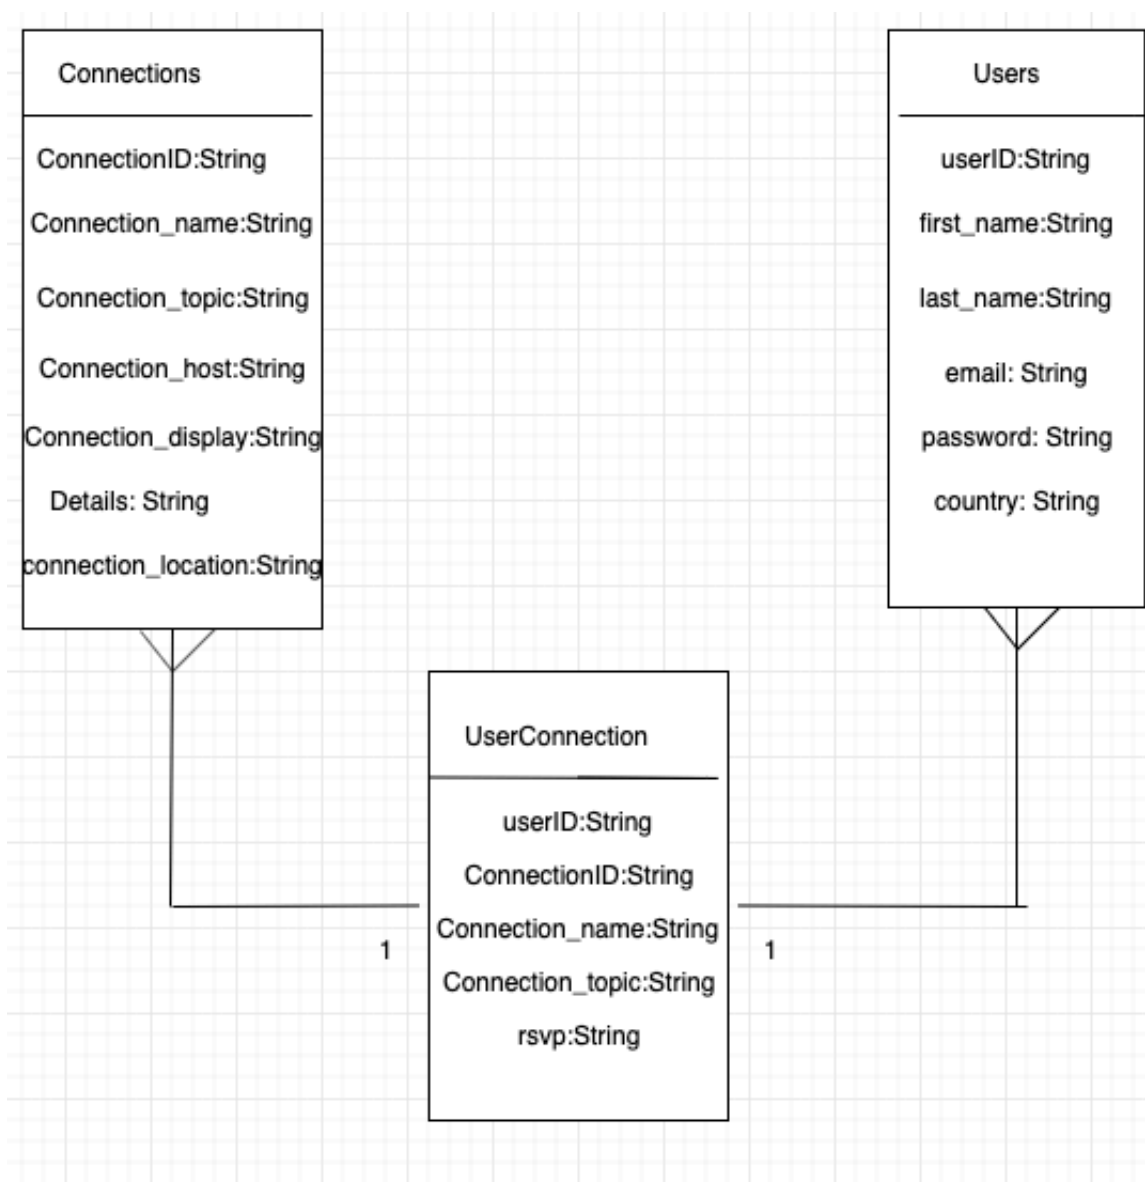 Connections
ConnectionID:String
Connection_name:String
Connection_topic:String
Connection_host:String
Connection_display:String
Details: String
connection_location:String
Users
userID:String
first_name:String
last_name:String
email: String
password: String
country: String
UserConnection
userID:String
ConnectionID:String
Connection_name:String
Connection_topic:String
rsvp:String
1
1